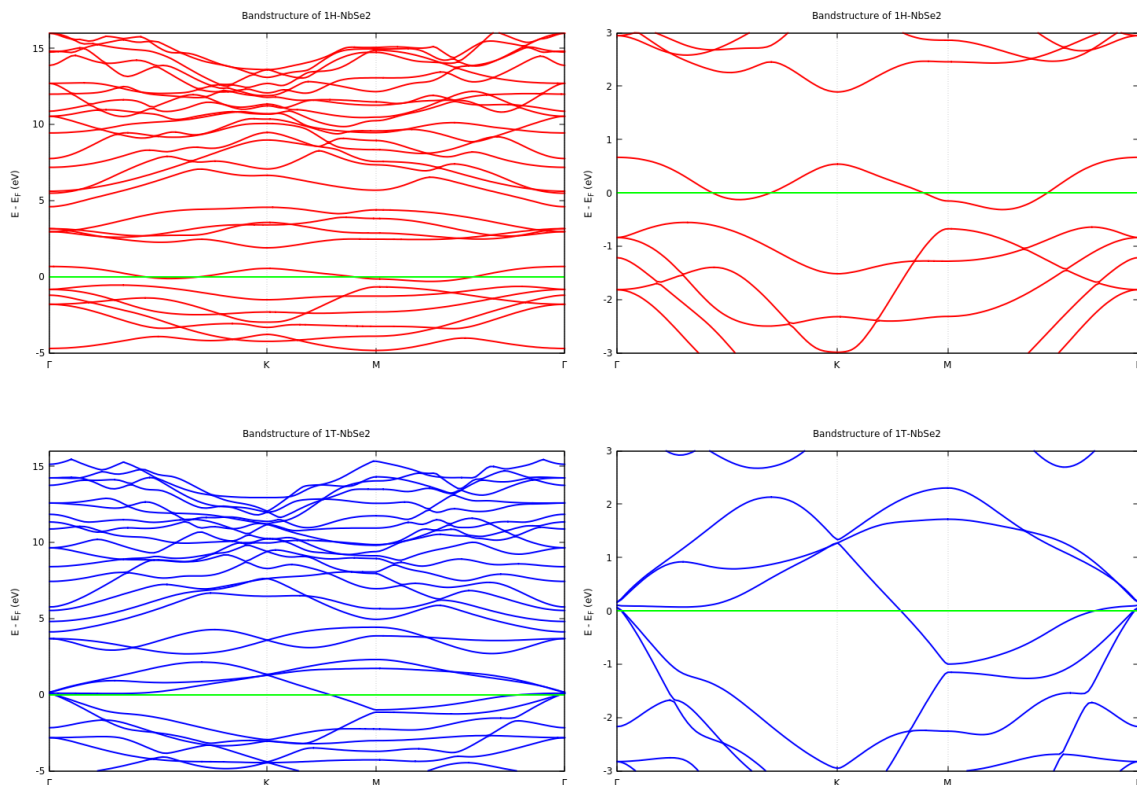 Bandstructure of 1H-NbSe2
15
10
5
0
-5
E - E_F (eV)
Γ
K
M
Γ
Bandstructure of 1H-NbSe2
3
2
1
0
-1
-2
-3
E - E_F (eV)
Γ
K
M
Γ
Bandstructure of 1T-NbSe2
15
10
5
0
-5
E - E_F (eV)
Γ
K
M
Γ
Bandstructure of 1T-NbSe2
3
2
1
0
-1
-2
-3
E - E_F (eV)
Γ
K
M
Γ